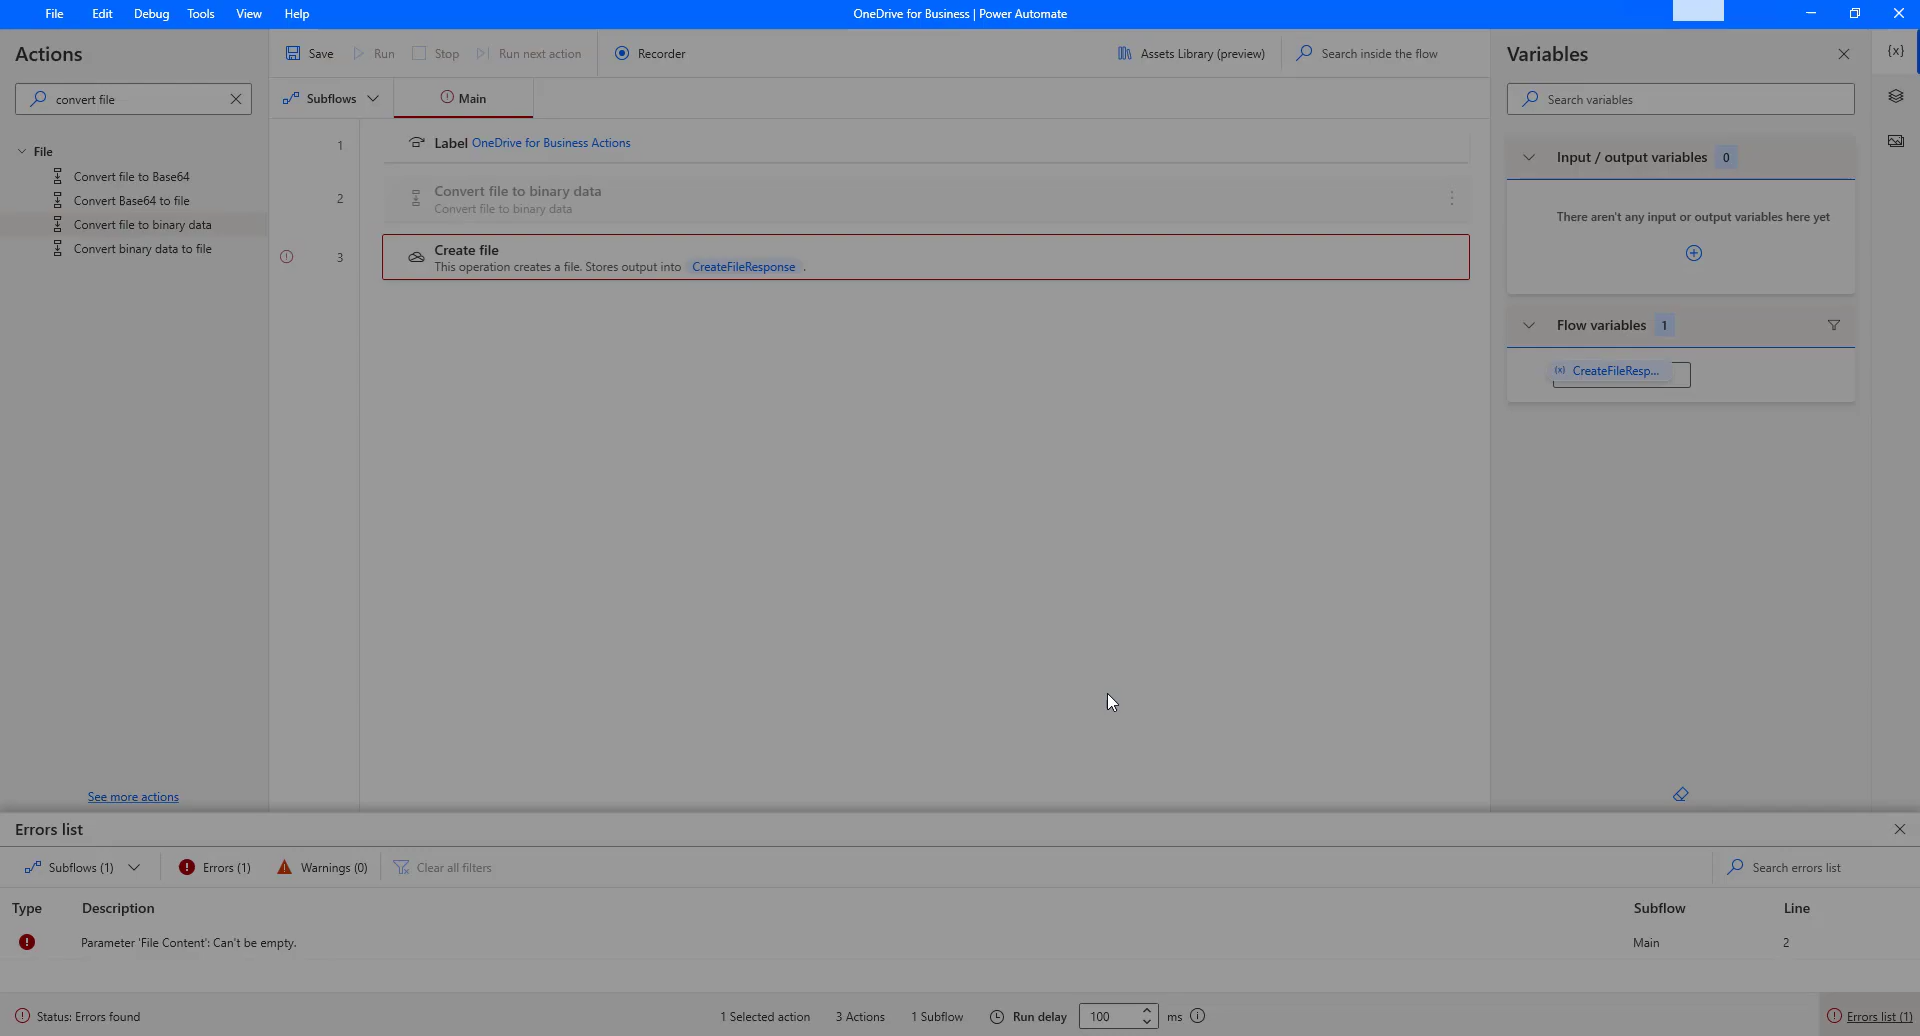 File Edit Debug Tools View Help
OneDrive for Business | Power Automate
Actions
convert file
File
Convert file to Base64
Convert Base64 to file
Convert file to binary data
Convert binary data to file
See more actions
Save Run Stop Run next action Recorder
Assets Library (preview) Search inside the flow
Subflows Main
1 Label OneDrive for Business Actions
2 Convert file to binary data
Convert file to binary data
3 Create file
This operation creates a file. Stores output into CreateFileResponse .
Variables
{x}
Search variables
Input / output variables 0
There aren't any input or output variables here yet
Flow variables 1
(x) CreateFileResp...
Errors list
Subflows (1) Errors (1) Warnings (0) Clear all filters Search errors list
Type Description Subflow Line
Parameter 'File Content': Can't be empty. Main 2
Status: Errors found 1 Selected action 3 Actions 1 Subflow Run delay 100 ms Errors list (1)